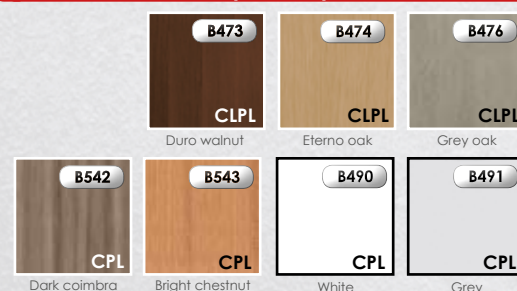 B473
B474
B476
CLPL
CLPL
CLPL
Duro walnut
Eterno oak
Grey oak
B542
B543
B490
B491
CPL
CPL
CPL
CPL
Dark coimbra
Bright chestnut
White
Grey